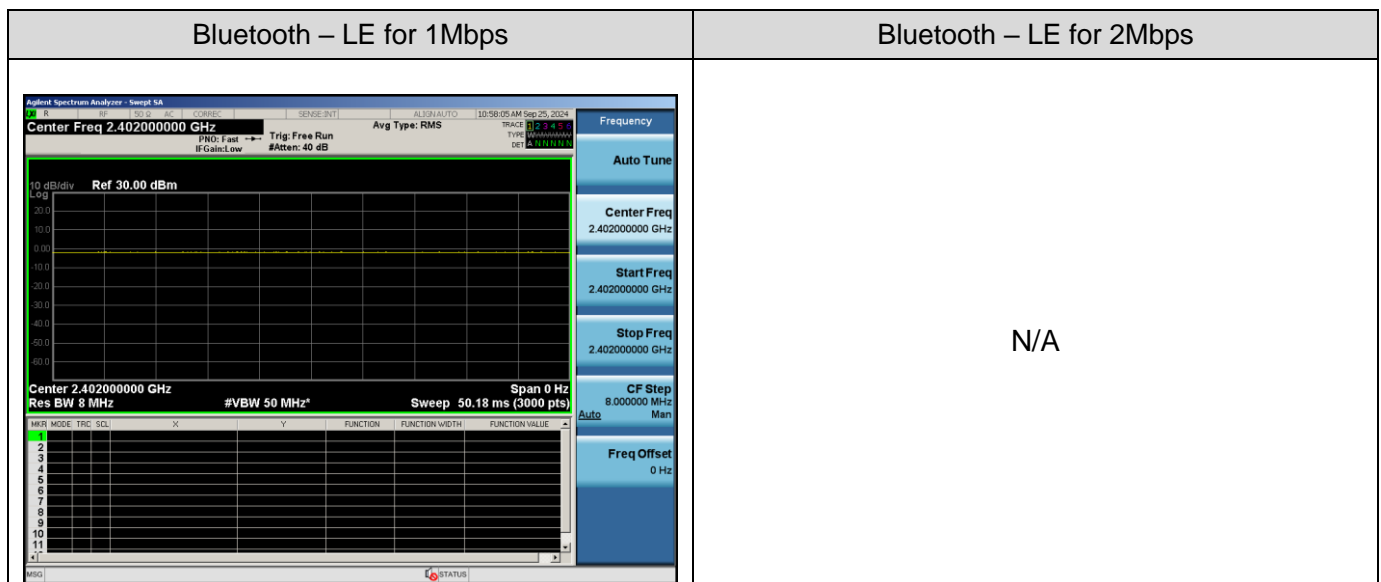 Bluetooth – LE for 1Mbps
Bluetooth – LE for 2Mbps
Agilent Spectrum Analyzer - Swept SA
R RF 50 Ω AC CORREC SENSE:INT ALIGN AUTO 10:58:05 AM Sep 25, 2024
Center Freq 2.402000000 GHz
PNO: Fast
IFGain:Low
Trig: Free Run
#Atten: 40 dB
Avg Type: RMS
TRACE 1 2 3 4 5 6
TYPE
DET A N N N N N
10 dB/div Ref 30.00 dBm
Log
20.0
10.0
0.00
-10.0
-20.0
-30.0
-40.0
-50.0
-60.0
Center 2.402000000 GHz Span 0 Hz
Res BW 8 MHz #VBW 50 MHz* Sweep 50.18 ms (3000 pts)
MKR MODE TRC SCL X Y FUNCTION FUNCTION WIDTH FUNCTION VALUE
1
2
3
4
5
6
7
8
9
10
11
MSG STATUS
Frequency
Auto Tune
Center Freq
2.402000000 GHz
Start Freq
2.402000000 GHz
Stop Freq
2.402000000 GHz
CF Step
8.000000 MHz
Auto Man
Freq Offset
0 Hz
N/A